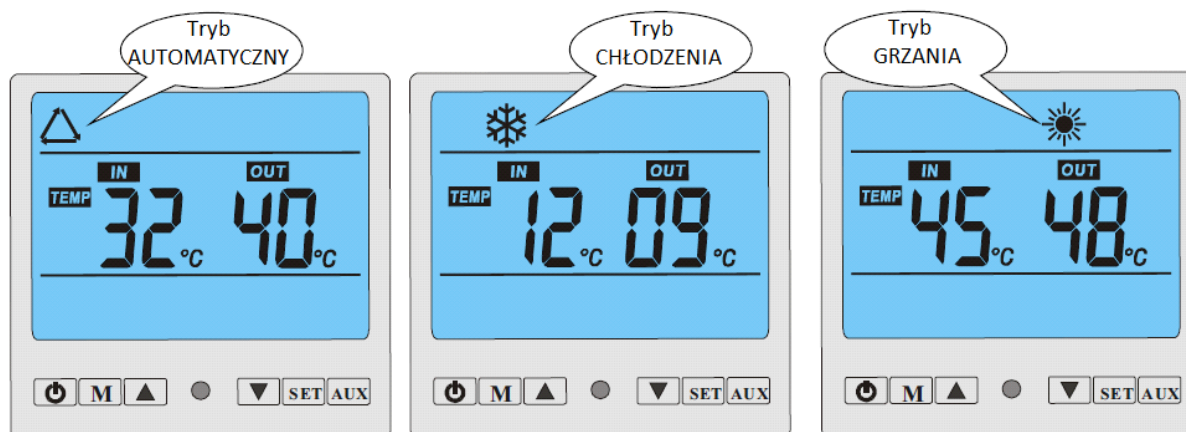 Tryb
AUTOMATYCZNY
IN OUT
TEMP 32 °C 40 °C
M SET AUX
Tryb
CHŁODZENIA
IN OUT
TEMP 12 °C 09 °C
M SET AUX
Tryb
GRZANIA
IN OUT
TEMP 45 °C 48 °C
M SET AUX